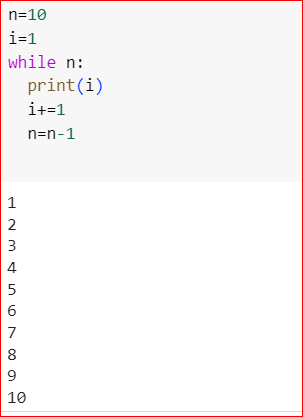 n=10
i=1
while n:
  print(i)
  i+=1
  n=n-1
1
2
3
4
5
6
7
8
9
10